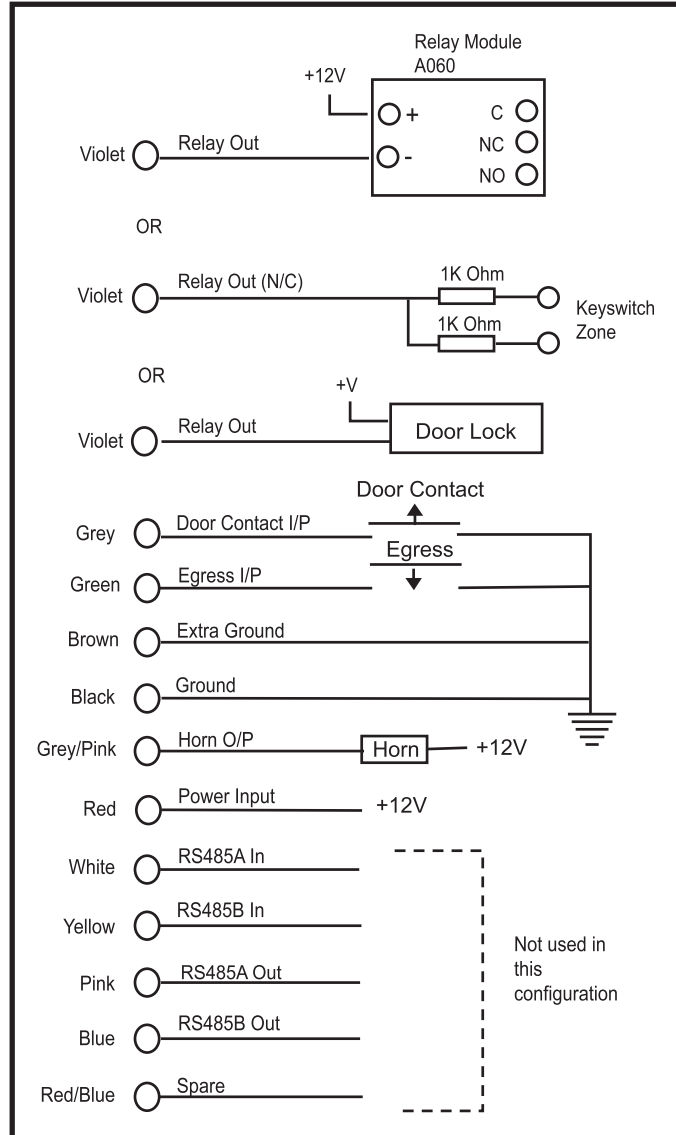 Relay Module
A060
+12V
+
C
NC
-
NO
Violet
Relay Out
OR
Violet
Relay Out (N/C)
1K Ohm
1K Ohm
Keyswitch
Zone
OR
+V
Violet
Relay Out
Door Lock
Door Contact
Grey
Door Contact I/P
Egress
Green
Egress I/P
Brown
Extra Ground
Black
Ground
Grey/Pink
Horn O/P
Horn
+12V
Red
Power Input
+12V
White
RS485A In
Yellow
RS485B In
Pink
RS485A Out
Blue
RS485B Out
Red/Blue
Spare
Not used in
this
configuration